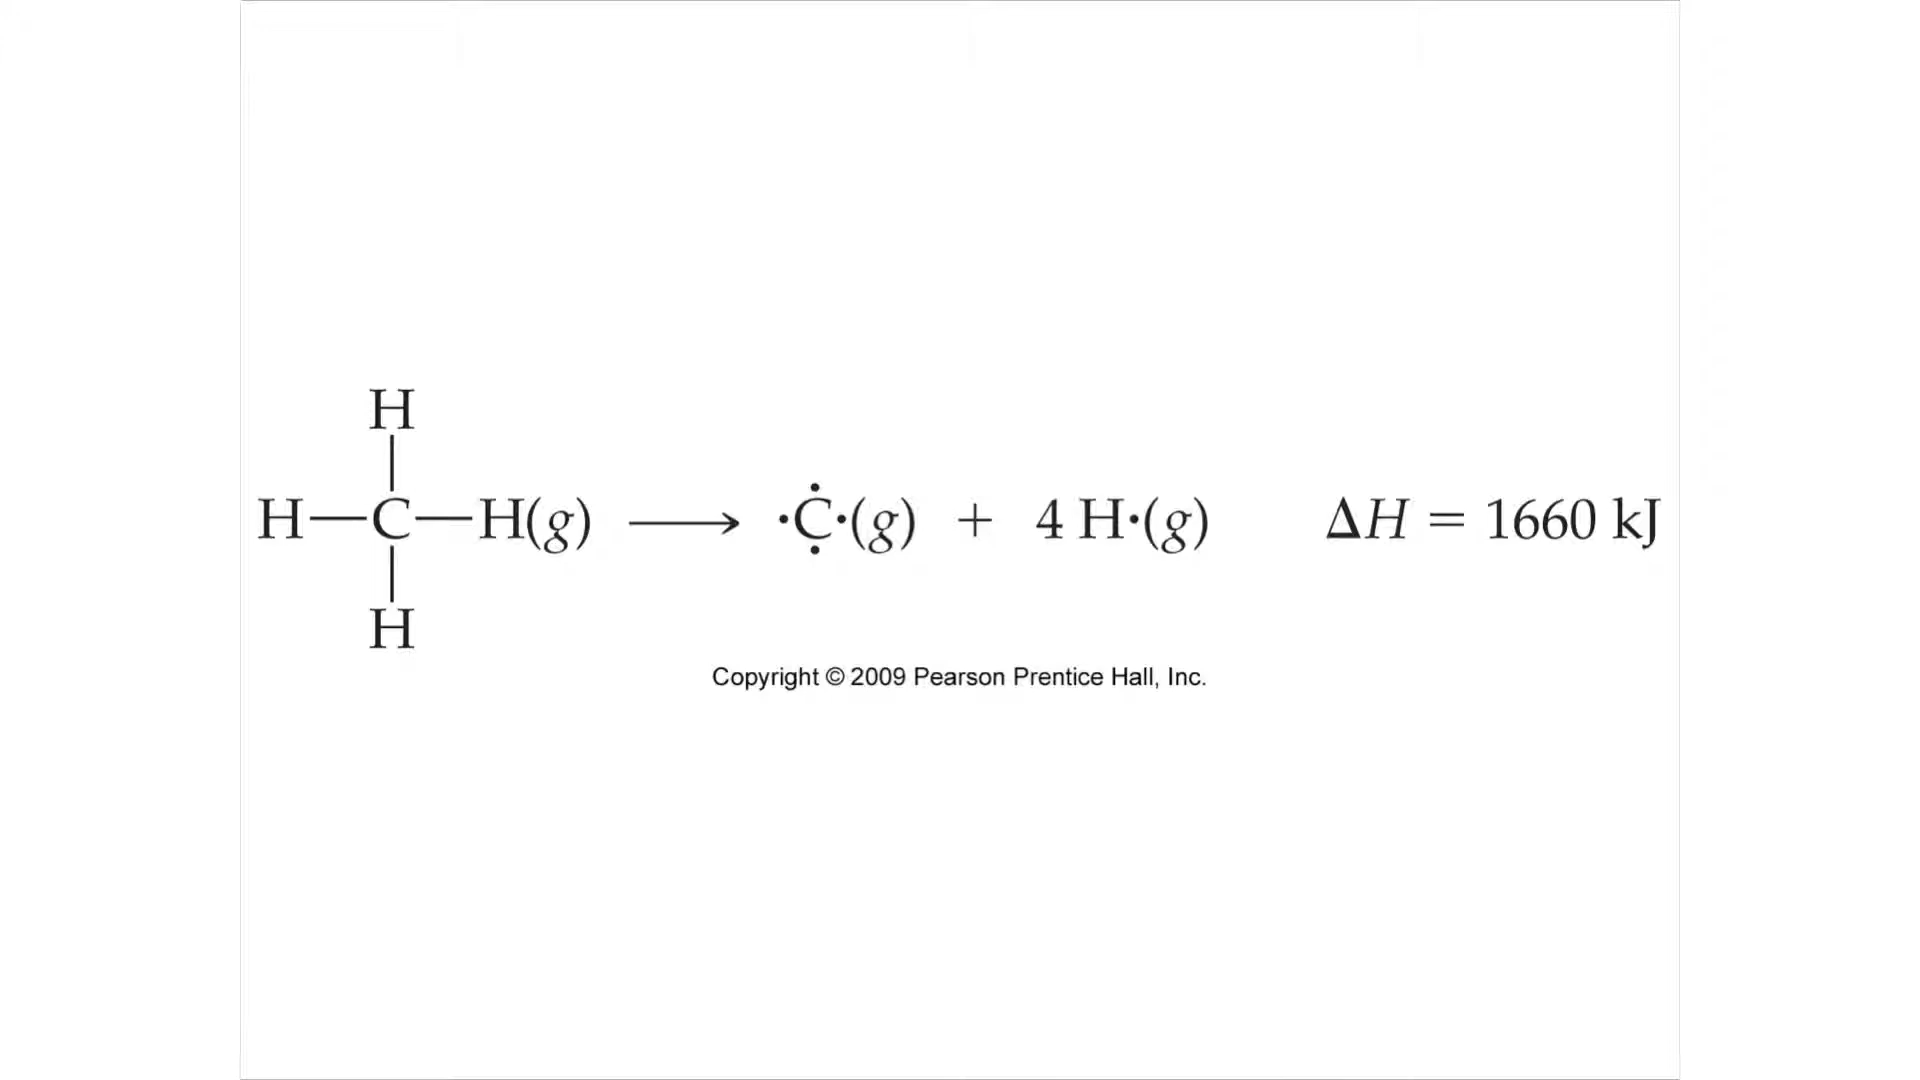 H
H—C—H(g) ⟶ ·Ċ·(g) + 4 H·(g) ΔH = 1660 kJ
H
Copyright © 2009 Pearson Prentice Hall, Inc.